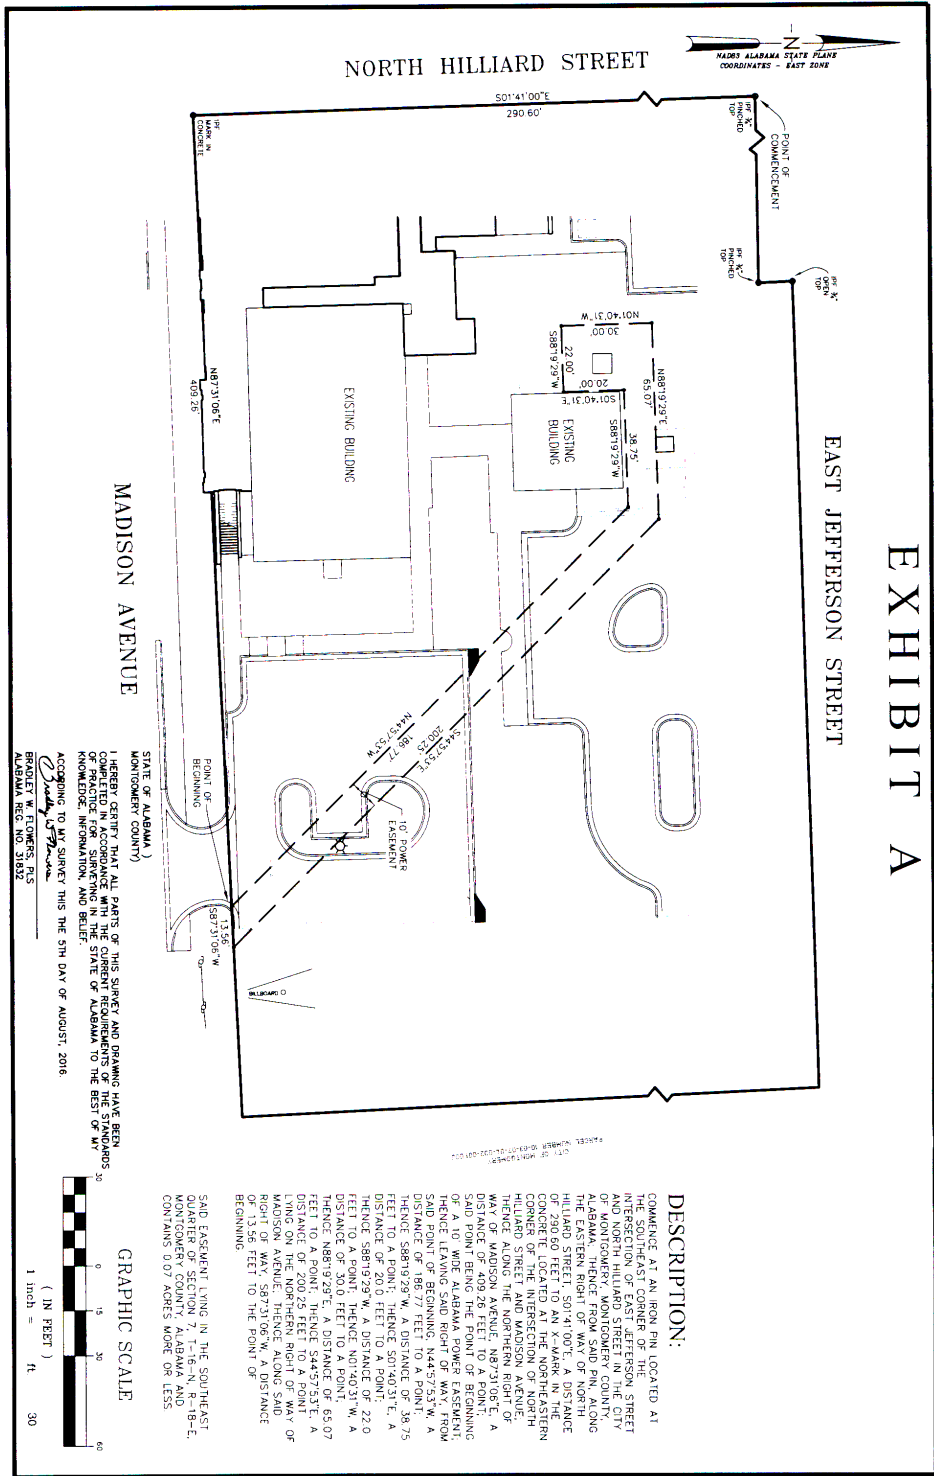 EXHIBIT A
N
NAD83 ALABAMA STATE PLANE
COORDINATES - EAST ZONE
NORTH HILLIARD STREET
EAST JEFFERSON STREET
MADISON AVENUE
S01°41'00"E
290.60'
IPF ¾"
PINCHED
TOP
POINT OF
COMMENCEMENT
IPF ¾"
PINCHED
TOP
IPF ¾"
OPEN
TOP
IPF
MARK IN
CONCRETE
N87°31'06"E
409.26'
N01°40'31"W
30.00'
S88°19'29"W
22.00'
20.00'
S01°40'31"E
N88°19'29"E
65.07'
38.75'
S88°19'29"W
EXISTING
BUILDING
EXISTING BUILDING
S44°57'53"E
200.25'
186.77'
N44°57'53"W
10' POWER
EASEMENT
POINT OF
BEGINNING
13.56'
S87°31'06"W
BILLBOARD
CITY OF MONTGOMERY
STATE OF ALABAMA )
MONTGOMERY COUNTY)
I HEREBY CERTIFY THAT ALL PARTS OF THIS SURVEY AND DRAWING HAVE BEEN
COMPLETED IN ACCORDANCE WITH THE CURRENT REQUIREMENTS OF THE STANDARDS
OF PRACTICE FOR SURVEYING IN THE STATE OF ALABAMA TO THE BEST OF MY
KNOWLEDGE, INFORMATION, AND BELIEF.
ACCORDING TO MY SURVEY THIS THE 5TH DAY OF AUGUST, 2016.
Bradley W Flowers
BRADLEY W. FLOWERS, PLS
ALABAMA REG. NO. 31832
DESCRIPTION:
COMMENCE AT AN IRON PIN LOCATED AT
THE SOUTHEAST CORNER OF THE
INTERSECTION OF EAST JEFFERSON STREET
AND NORTH HILLIARD STREET IN THE CITY
OF MONTGOMERY, MONTGOMERY COUNTY,
ALABAMA; THENCE FROM SAID PIN, ALONG
THE EASTERN RIGHT OF WAY OF NORTH
HILLIARD STREET, S01°41'00"E, A DISTANCE
OF 290.60 FEET TO AN X-MARK IN THE
CONCRETE LOCATED AT THE NORTHEASTERN
CORNER OF THE INTERSECTION OF NORTH
HILLIARD STREET AND MADISON AVENUE,
THENCE ALONG THE NORTHERN RIGHT OF
WAY OF MADISON AVENUE, N87°31'06"E, A
DISTANCE OF 409.26 FEET TO A POINT;
SAID POINT BEING THE POINT OF BEGINNING
OF A 10' WIDE ALABAMA POWER EASEMENT;
THENCE LEAVING SAID RIGHT OF WAY, FROM
SAID POINT OF BEGINNING, N44°57'53"W, A
DISTANCE OF 186.77 FEET TO A POINT;
THENCE S88°19'29"W, A DISTANCE OF 38.75
FEET TO A POINT; THENCE S01°40'31"E, A
DISTANCE OF 20.0 FEET TO A POINT;
THENCE S88°19'29"W, A DISTANCE OF 22.0
FEET TO A POINT; THENCE N01°40'31"W, A
DISTANCE OF 30.0 FEET TO A POINT;
THENCE N88°19'29"E, A DISTANCE OF 65.07
FEET TO A POINT, THENCE S44°57'53"E, A
DISTANCE OF 200.25 FEET TO A POINT
LYING ON THE NORTHERN RIGHT OF WAY OF
MADISON AVENUE; THENCE ALONG SAID
RIGHT OF WAY, S87°31'06"W, A DISTANCE
OF 13.56 FEET TO THE POINT OF
BEGINNING
SAID EASEMENT LYING IN THE SOUTHEAST
QUARTER OF SECTION 7, T-16-N, R-18-E,
MONTGOMERY COUNTY, ALABAMA AND
CONTAINS 0.07 ACRES MORE OR LESS
GRAPHIC SCALE
30 0 15 30 60
( IN FEET )
1 inch = 30 ft